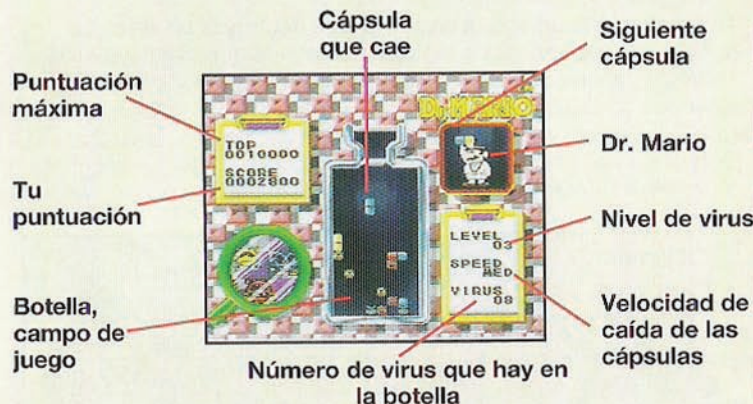 Cápsula
que cae
Siguiente
cápsula
Puntuación
máxima
Dr. MARIO
TOP
0010000
SCORE
0002800
Dr. Mario
Tu
puntuación
Nivel de virus
LEVEL
03
SPEED
MED
VIRUS
08
Botella,
campo de
juego
Velocidad de
caída de las
cápsulas
Número de virus que hay en
la botella